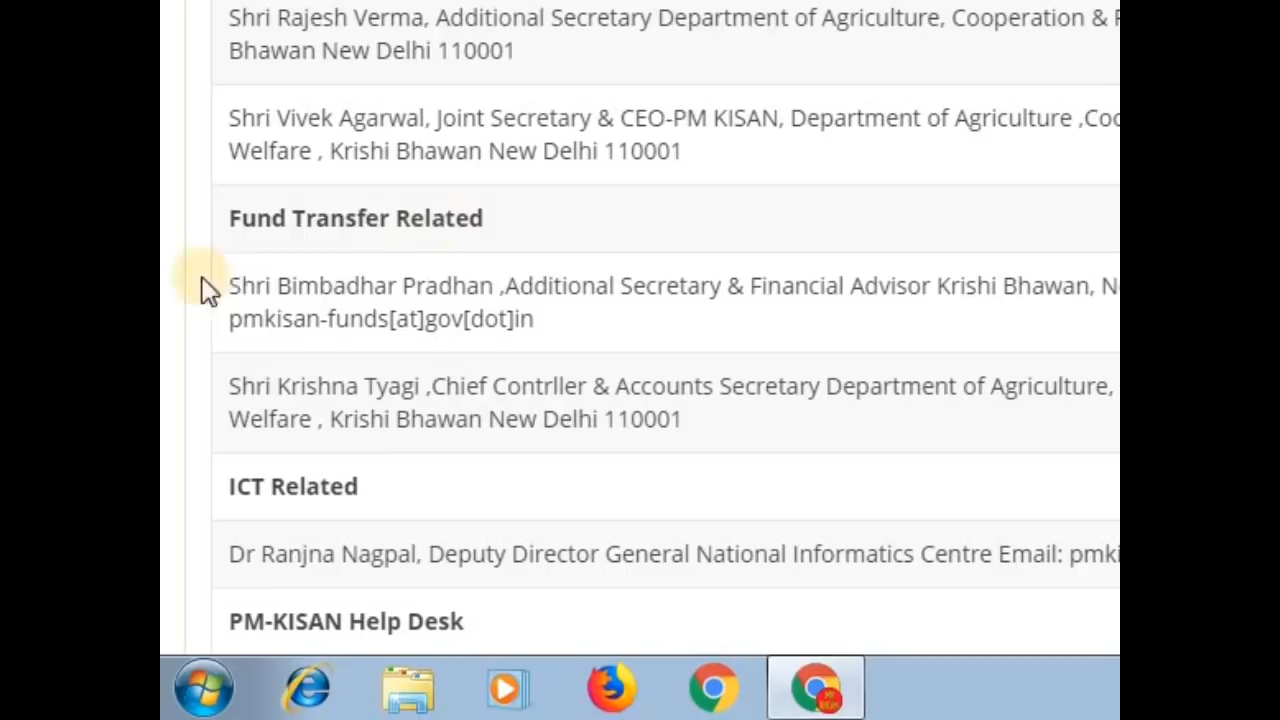 Shri Rajesh Verma, Additional Secretary Department of Agriculture, Cooperation &
Bhawan New Delhi 110001
Shri Vivek Agarwal, Joint Secretary & CEO-PM KISAN, Department of Agriculture ,
Welfare , Krishi Bhawan New Delhi 110001
Fund Transfer Related
Shri Bimbadhar Pradhan ,Additional Secretary & Financial Advisor Krishi Bhawan,
pmkisan-funds[at]gov[dot]in
Shri Krishna Tyagi ,Chief Contrller & Accounts Secretary Department of Agriculture,
Welfare , Krishi Bhawan New Delhi 110001
ICT Related
Dr Ranjna Nagpal, Deputy Director General National Informatics Centre Email:
PM-KISAN Help Desk